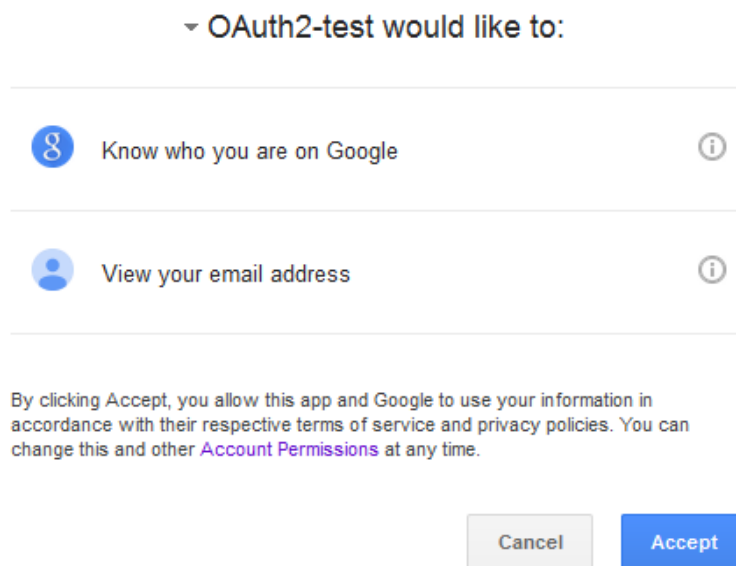 OAuth2-test would like to:
g Know who you are on Google
View your email address
By clicking Accept, you allow this app and Google to use your information in
accordance with their respective terms of service and privacy policies. You can
change this and other Account Permissions at any time.
Cancel Accept